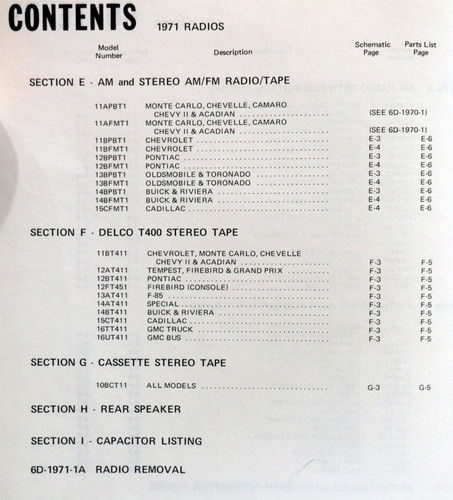 CONTENTS 1971 RADIOS
Model Number Description Schematic Page Parts List Page
SECTION E - AM and STEREO AM/FM RADIO/TAPE
11APBT1 MONTE CARLO, CHEVELLE, CAMARO
CHEVY II & ACADIAN .................... (SEE 6D-1970-1)
11AFMT1 MONTE CARLO, CHEVELLE, CAMARO
CHEVY II & ACADIAN .................... (SEE 6D-1970-1)
11BPBT1 CHEVROLET .................... E-3 E-6
11BFMT1 CHEVROLET .................... E-4 E-6
12BPBT1 PONTIAC .................... E-3 E-6
12BFMT1 PONTIAC .................... E-4 E-6
13BPBT1 OLDSMOBILE & TORONADO .................... E-3 E-6
13BFMT1 OLDSMOBILE & TORONADO .................... E-4 E-6
14BPBT1 BUICK & RIVIERA .................... E-3 E-6
14BFMT1 BUICK & RIVIERA .................... E-4 E-6
15CFMT1 CADILLAC .................... E-4 E-6
SECTION F - DELCO T400 STEREO TAPE
11BT411 CHEVROLET, MONTE CARLO, CHEVELLE
CHEVY II & ACADIAN .................... F-3 F-5
12AT411 TEMPEST, FIREBIRD & GRAND PRIX .................... F-3 F-5
12BT411 PONTIAC .................... F-3 F-5
12FT451 FIREBIRD (CONSOLE) .................... F-3 F-5
13AT411 F-85 .................... F-3 F-5
14AT411 SPECIAL .................... F-3 F-5
14BT411 BUICK & RIVIERA .................... F-3 F-5
15CT411 CADILLAC .................... F-3 F-5
16TT411 GMC TRUCK .................... F-3 F-5
16UT411 GMC BUS .................... F-3 F-5
SECTION G - CASSETTE STEREO TAPE
10BCT11 ALL MODELS .................... G-3 G-5
SECTION H - REAR SPEAKER
SECTION I - CAPACITOR LISTING
6D-1971-1A RADIO REMOVAL